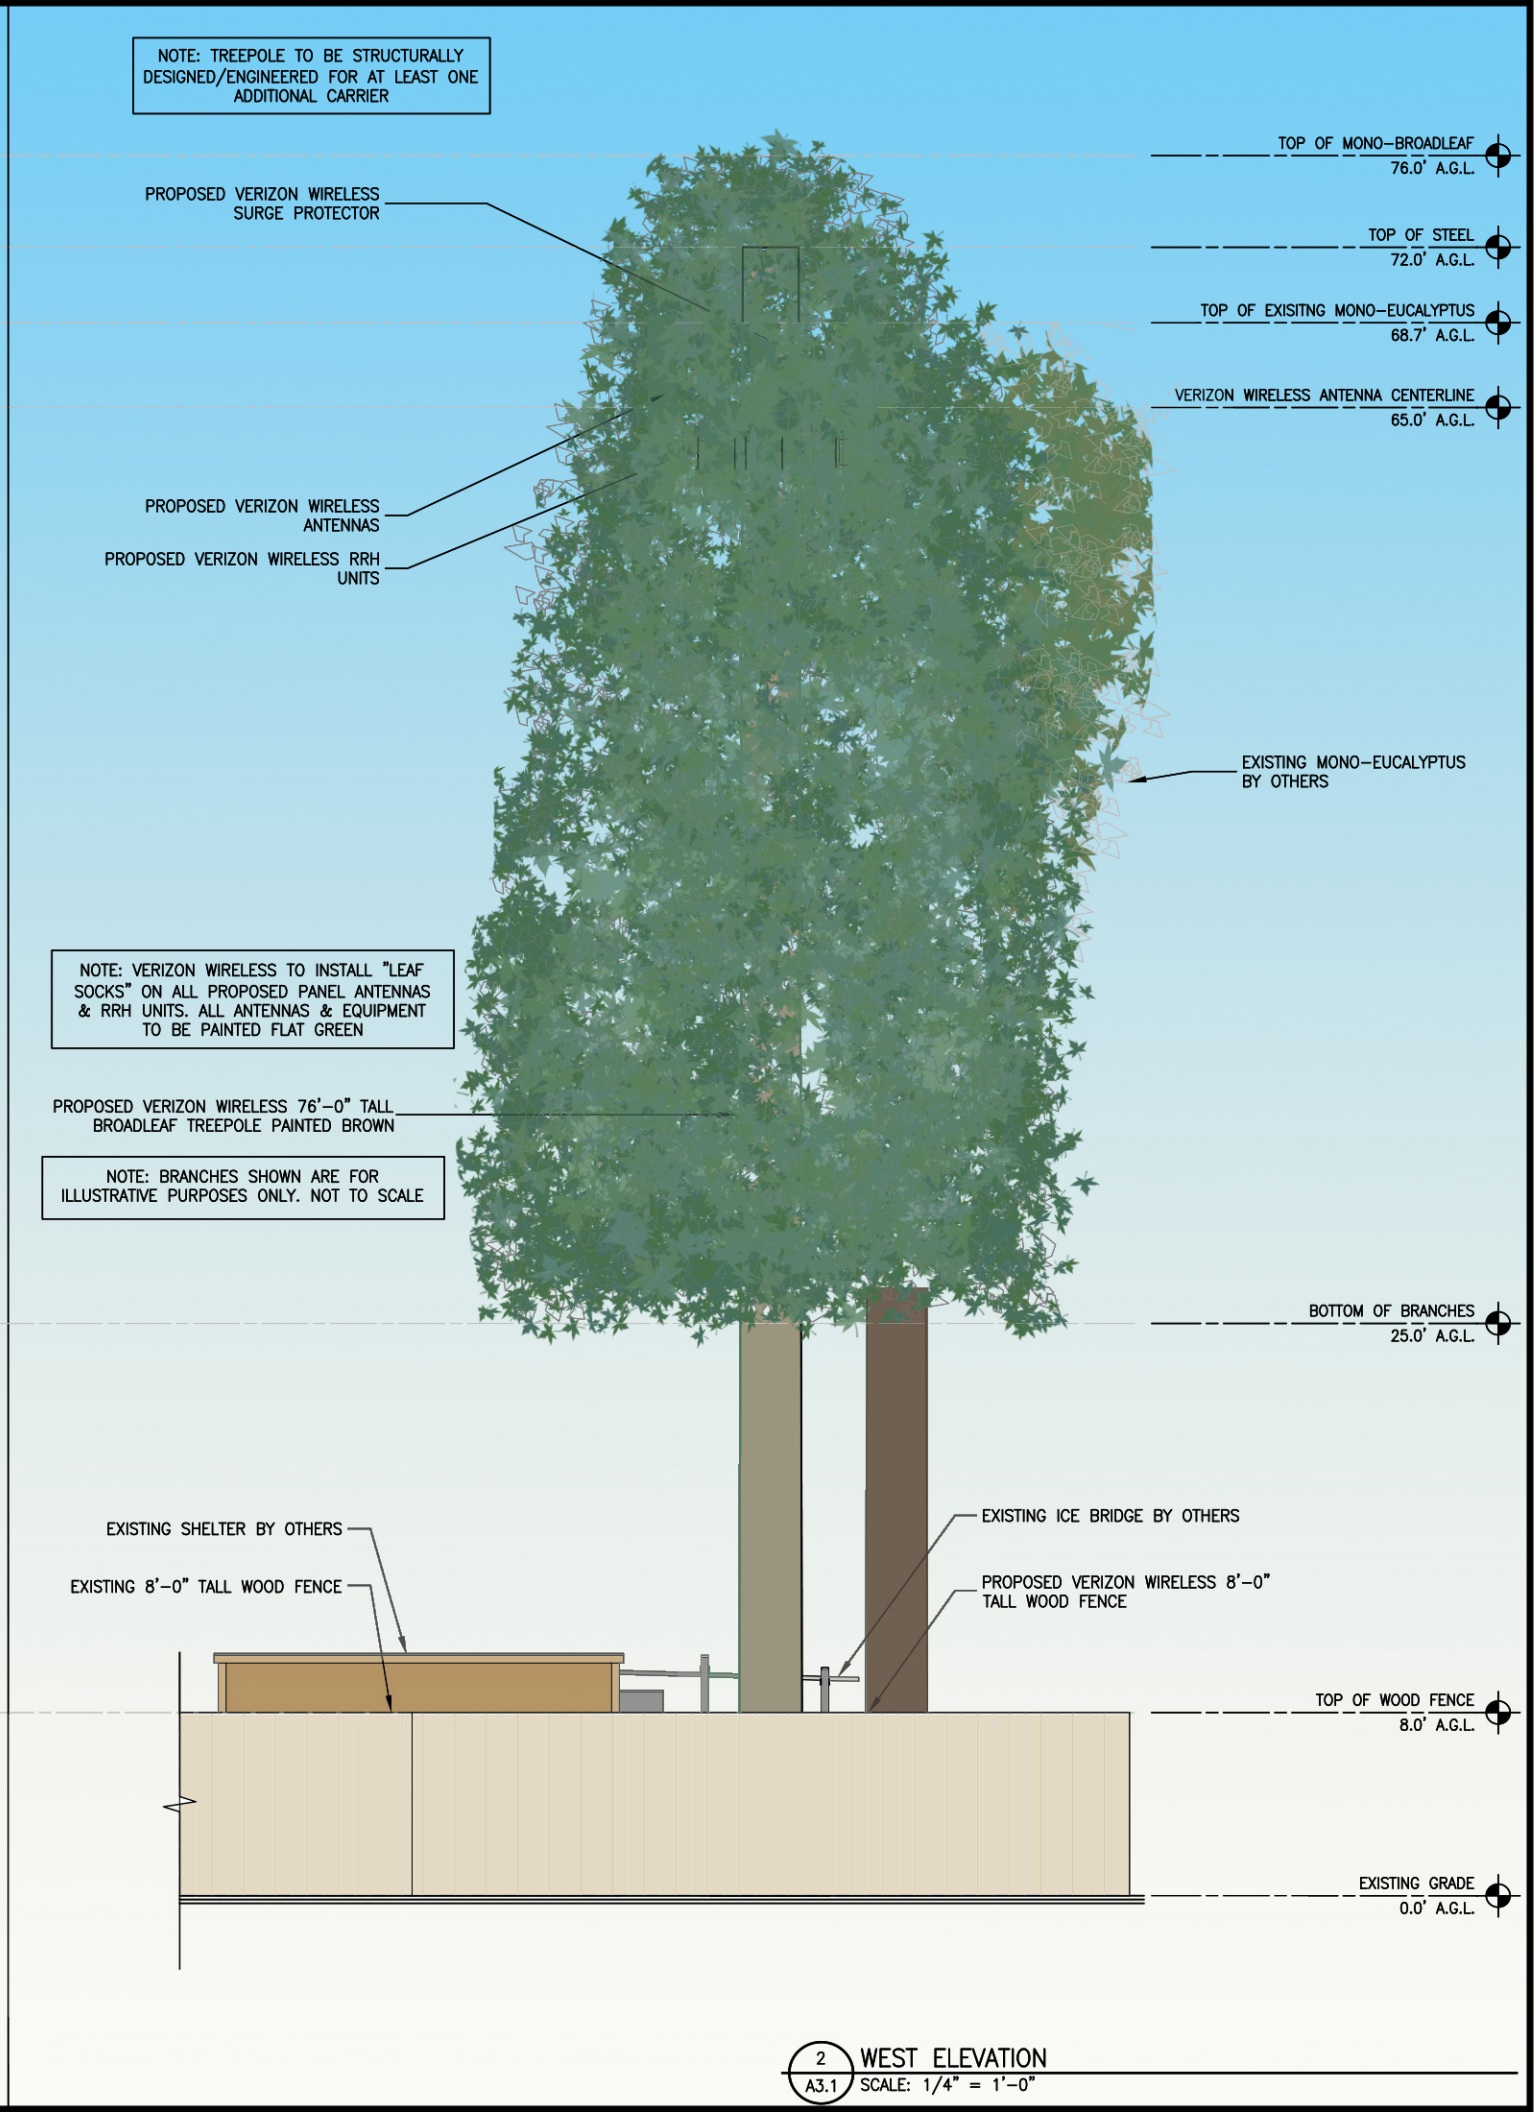 NOTE: TREEPOLE TO BE STRUCTURALLY
DESIGNED/ENGINEERED FOR AT LEAST ONE
ADDITIONAL CARRIER
TOP OF MONO-BROADLEAF
76.0' A.G.L.
PROPOSED VERIZON WIRELESS
SURGE PROTECTOR
TOP OF STEEL
72.0' A.G.L.
TOP OF EXISITNG MONO-EUCALYPTUS
68.7' A.G.L.
VERIZON WIRELESS ANTENNA CENTERLINE
65.0' A.G.L.
PROPOSED VERIZON WIRELESS
ANTENNAS
PROPOSED VERIZON WIRELESS RRH
UNITS
EXISTING MONO-EUCALYPTUS
BY OTHERS
NOTE: VERIZON WIRELESS TO INSTALL "LEAF
SOCKS" ON ALL PROPOSED PANEL ANTENNAS
& RRH UNITS. ALL ANTENNAS & EQUIPMENT
TO BE PAINTED FLAT GREEN
PROPOSED VERIZON WIRELESS 76'-0" TALL
BROADLEAF TREEPOLE PAINTED BROWN
NOTE: BRANCHES SHOWN ARE FOR
ILLUSTRATIVE PURPOSES ONLY. NOT TO SCALE
BOTTOM OF BRANCHES
25.0' A.G.L.
EXISTING SHELTER BY OTHERS
EXISTING 8'-0" TALL WOOD FENCE
EXISTING ICE BRIDGE BY OTHERS
PROPOSED VERIZON WIRELESS 8'-0"
TALL WOOD FENCE
TOP OF WOOD FENCE
8.0' A.G.L.
EXISTING GRADE
0.0' A.G.L.
2
A3.1
WEST ELEVATION
SCALE: 1/4" = 1'-0"